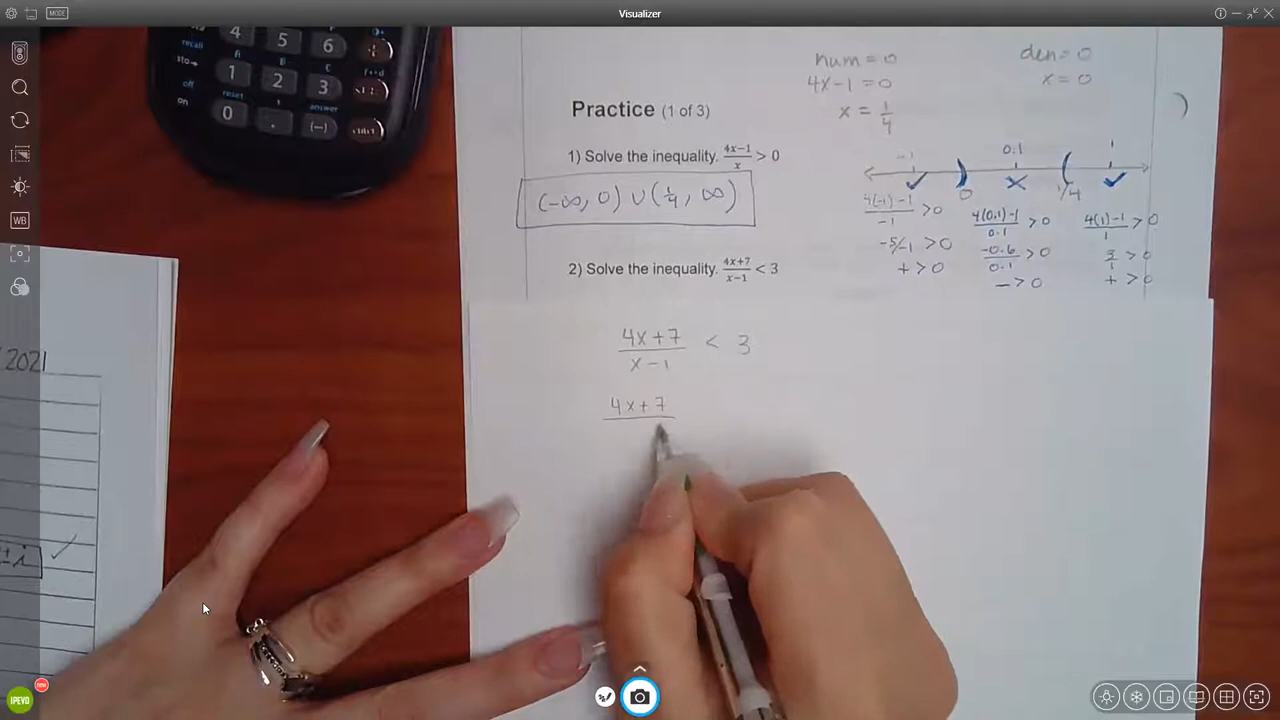 MODE
Visualizer
recall
sto→
off
on
4
5
6
1
2
3
0
.
(−)
reset
answer
num = 0
4x−1 = 0
x = 1/4
den = 0
x = 0
Practice (1 of 3)
1) Solve the inequality. 4x−1/x > 0
(−∞, 0) ∪ (1/4, ∞)
−1
0.1
1
0
1/4
4(−1)−1/−1 > 0
−5/−1 > 0
+ > 0
4(0.1)−1/0.1 > 0
−0.6/0.1 > 0
− > 0
4(1)−1/1 > 0
3/1 > 0
+ > 0
2) Solve the inequality. 4x+7/x−1 < 3
4x+7/x−1 < 3
4x+7
2021
WB
IPEVO